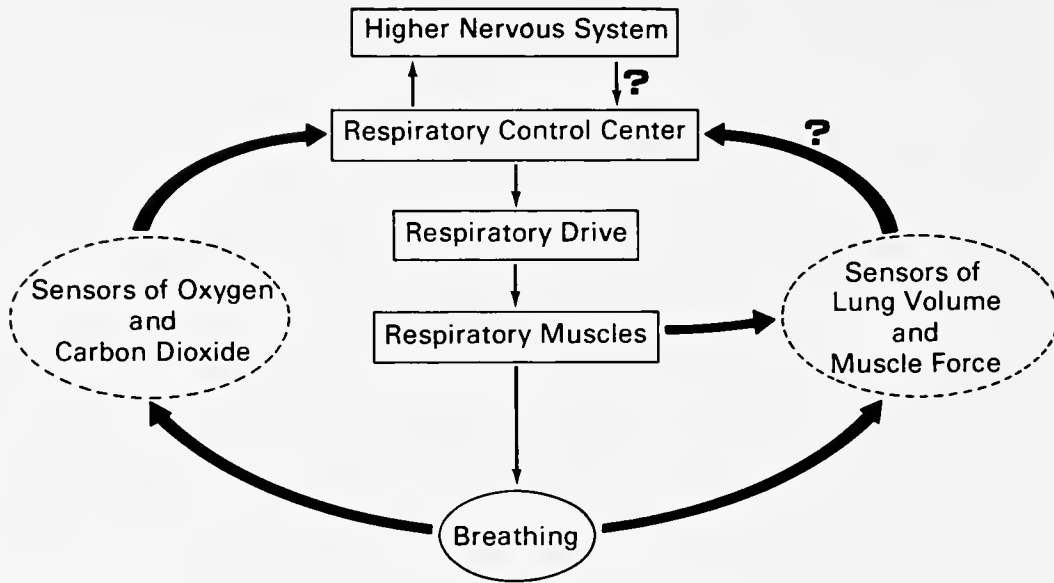 Higher Nervous System
?
Respiratory Control Center
?
Respiratory Drive
Sensors of Oxygen
and
Carbon Dioxide
Respiratory Muscles
Sensors of
Lung Volume
and
Muscle Force
Breathing